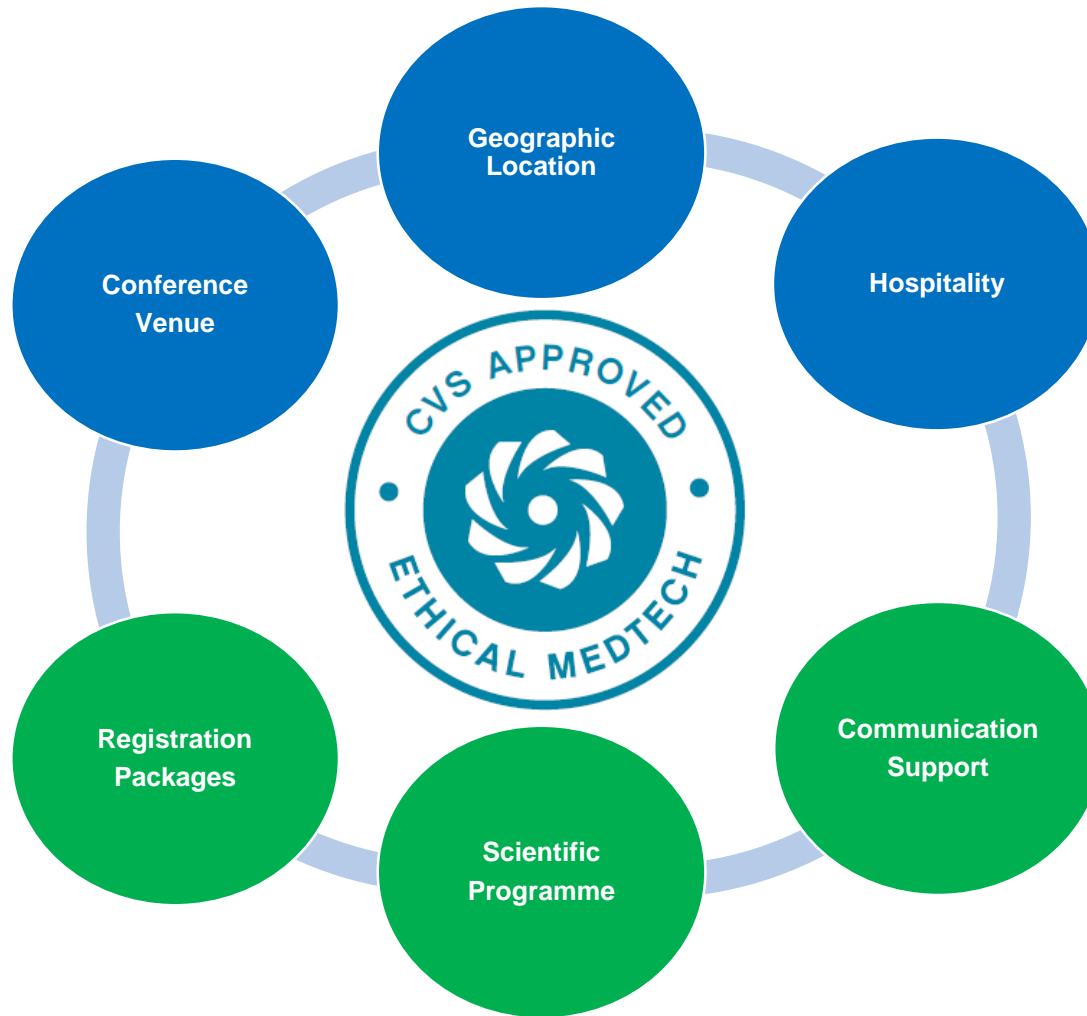 Geographic
Location
Conference
Venue
Hospitality
CVS APPROVED
ETHICAL MEDTECH
Registration
Packages
Communication
Support
Scientific
Programme